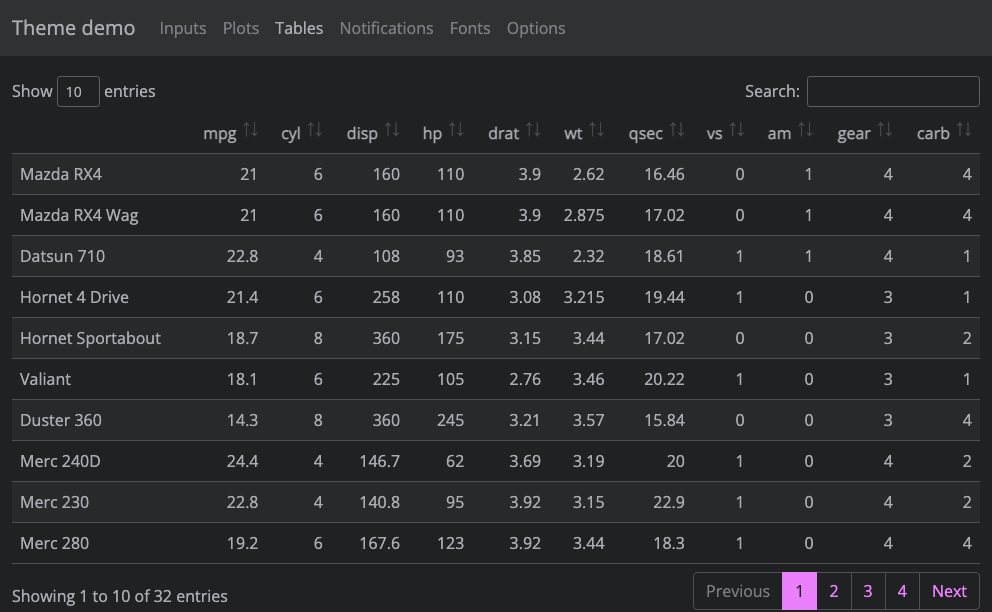 Theme demo Inputs Plots Tables Notifications Fonts Options
Show 10 entries Search:
mpg cyl disp hp drat wt qsec vs am gear carb
Mazda RX4 21 6 160 110 3.9 2.62 16.46 0 1 4 4
Mazda RX4 Wag 21 6 160 110 3.9 2.875 17.02 0 1 4 4
Datsun 710 22.8 4 108 93 3.85 2.32 18.61 1 1 4 1
Hornet 4 Drive 21.4 6 258 110 3.08 3.215 19.44 1 0 3 1
Hornet Sportabout 18.7 8 360 175 3.15 3.44 17.02 0 0 3 2
Valiant 18.1 6 225 105 2.76 3.46 20.22 1 0 3 1
Duster 360 14.3 8 360 245 3.21 3.57 15.84 0 0 3 4
Merc 240D 24.4 4 146.7 62 3.69 3.19 20 1 0 4 2
Merc 230 22.8 4 140.8 95 3.92 3.15 22.9 1 0 4 2
Merc 280 19.2 6 167.6 123 3.92 3.44 18.3 1 0 4 4
Showing 1 to 10 of 32 entries Previous 1 2 3 4 Next